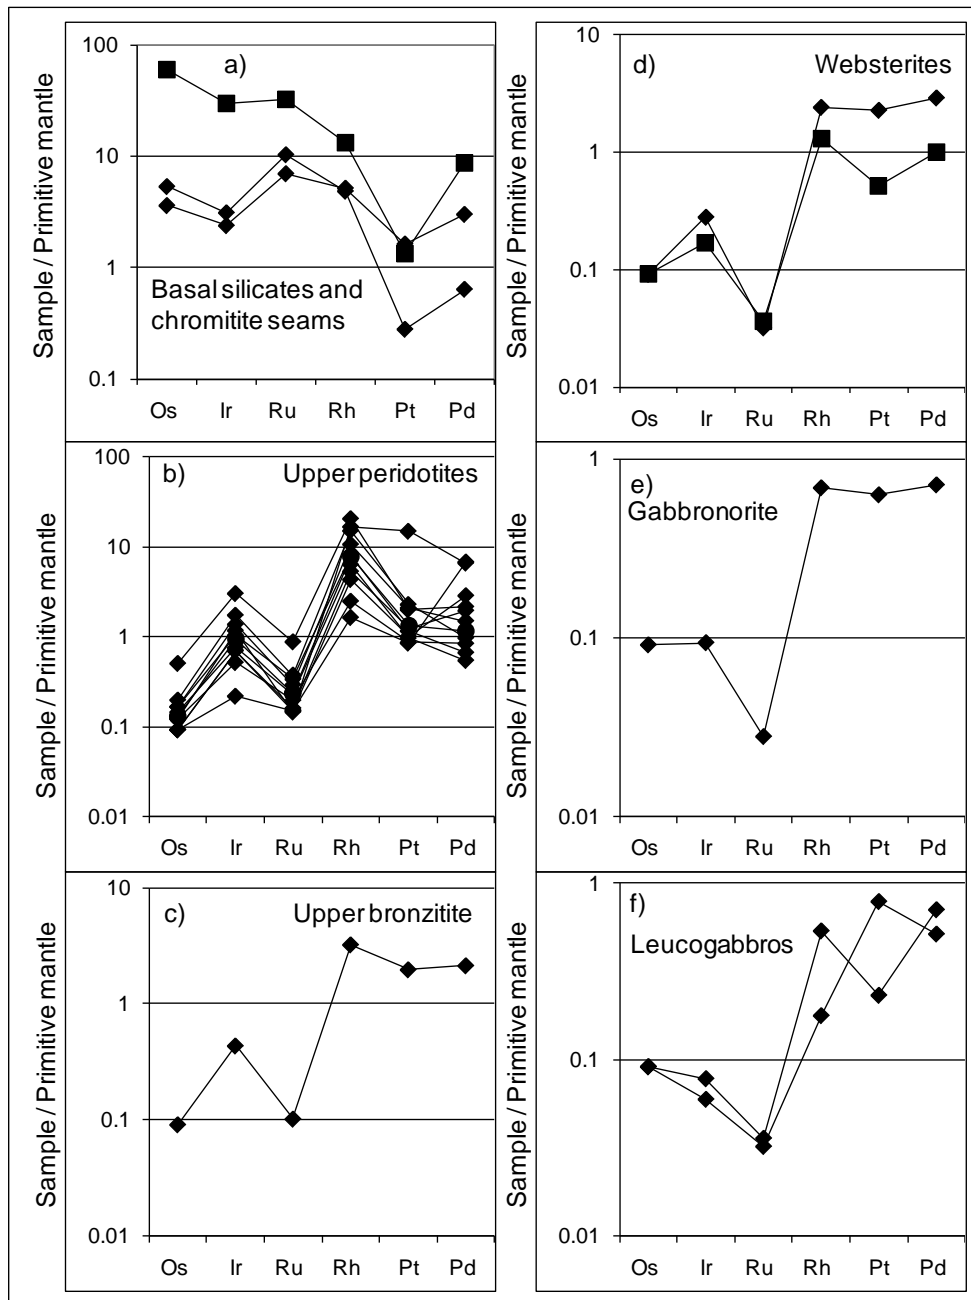 a)
Sample / Primitive mantle
100
10
1
0.1
Basal silicates and
chromitite seams
Os Ir Ru Rh Pt Pd
b)
Upper peridotites
Sample / Primitive mantle
100
10
1
0.1
0.01
Os Ir Ru Rh Pt Pd
c)
Upper bronzitite
Sample / Primitive mantle
10
1
0.1
0.01
Os Ir Ru Rh Pt Pd
d)
Websterites
Sample / Primitive mantle
10
1
0.1
0.01
Os Ir Ru Rh Pt Pd
e)
Gabbronorite
Sample / Primitive mantle
1
0.1
0.01
Os Ir Ru Rh Pt Pd
f)
Leucogabbros
Sample / Primitive mantle
1
0.1
0.01
Os Ir Ru Rh Pt Pd